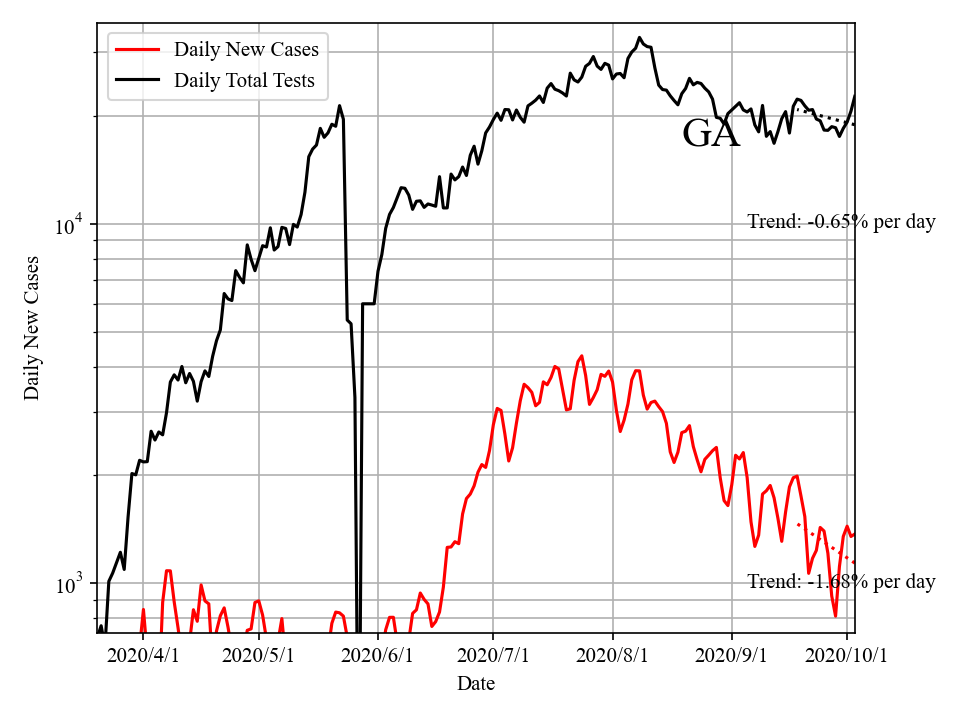 Daily New Cases
Daily Total Tests
GA
10^4
Trend: -0.65% per day
Daily New Cases
10^3
Trend: -1.68% per day
2020/4/1
2020/5/1
2020/6/1
2020/7/1
2020/8/1
2020/9/1
2020/10/1
Date